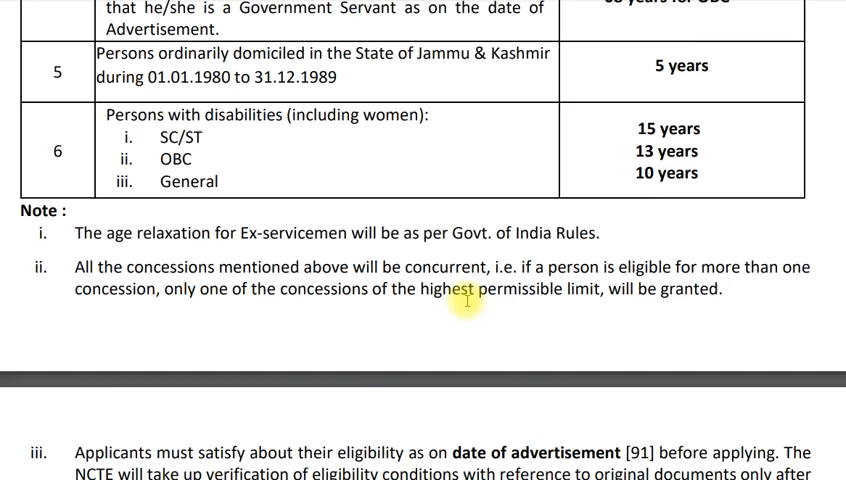 that he/she is a Government Servant as on the date of
Advertisement.
5 Persons ordinarily domiciled in the State of Jammu & Kashmir during 01.01.1980 to 31.12.1989 5 years
6 Persons with disabilities (including women):
i. SC/ST 15 years
ii. OBC 13 years
iii. General 10 years
Note :
i. The age relaxation for Ex-servicemen will be as per Govt. of India Rules.
ii. All the concessions mentioned above will be concurrent, i.e. if a person is eligible for more than one
concession, only one of the concessions of the highest permissible limit, will be granted.
iii. Applicants must satisfy about their eligibility as on date of advertisement [91] before applying. The
NCTE will take up verification of eligibility conditions with reference to original documents only after